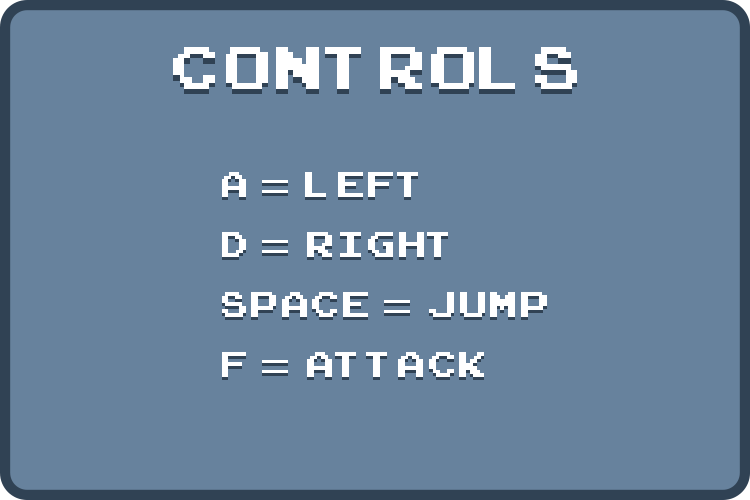 CONTROLS
A = LEFT
D = RIGHT
SPACE = JUMP
F = ATTACK